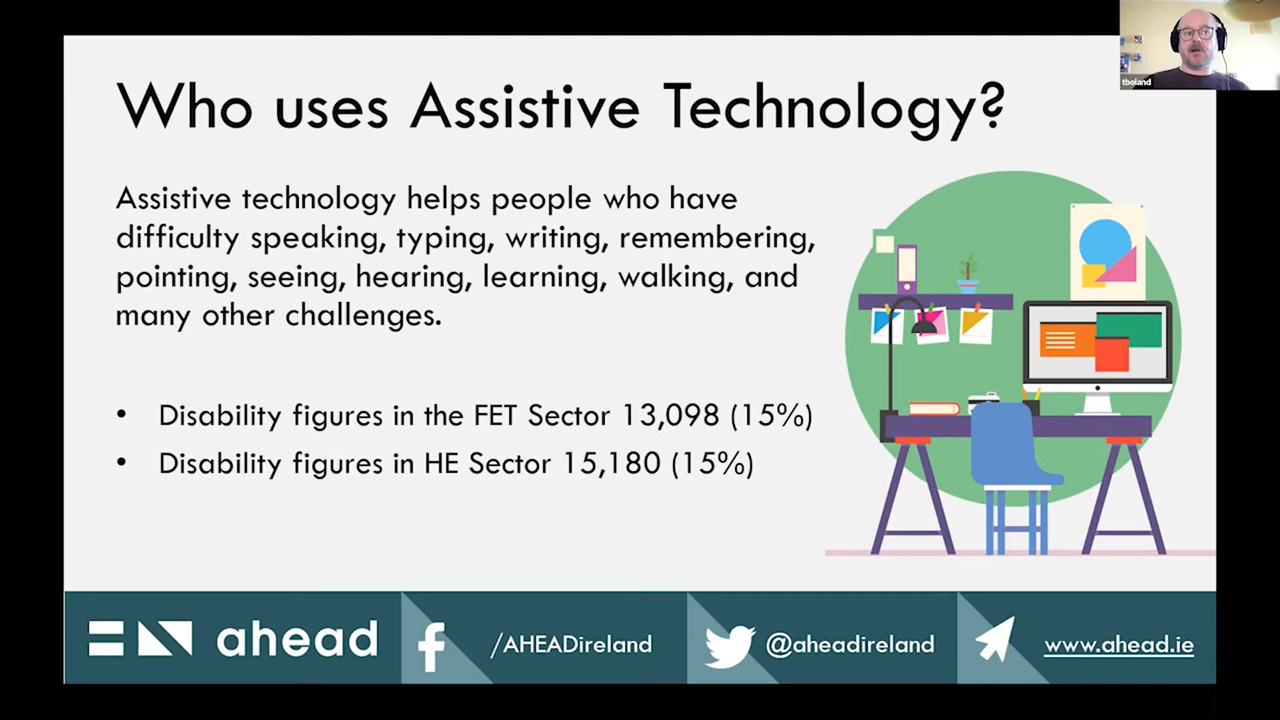 tboland
Who uses Assistive Technology?
Assistive technology helps people who have
difficulty speaking, typing, writing, remembering,
pointing, seeing, hearing, learning, walking, and
many other challenges.
• Disability figures in the FET Sector 13,098 (15%)
• Disability figures in HE Sector 15,180 (15%)
ahead
/AHEADireland
@aheadireland
www.ahead.ie